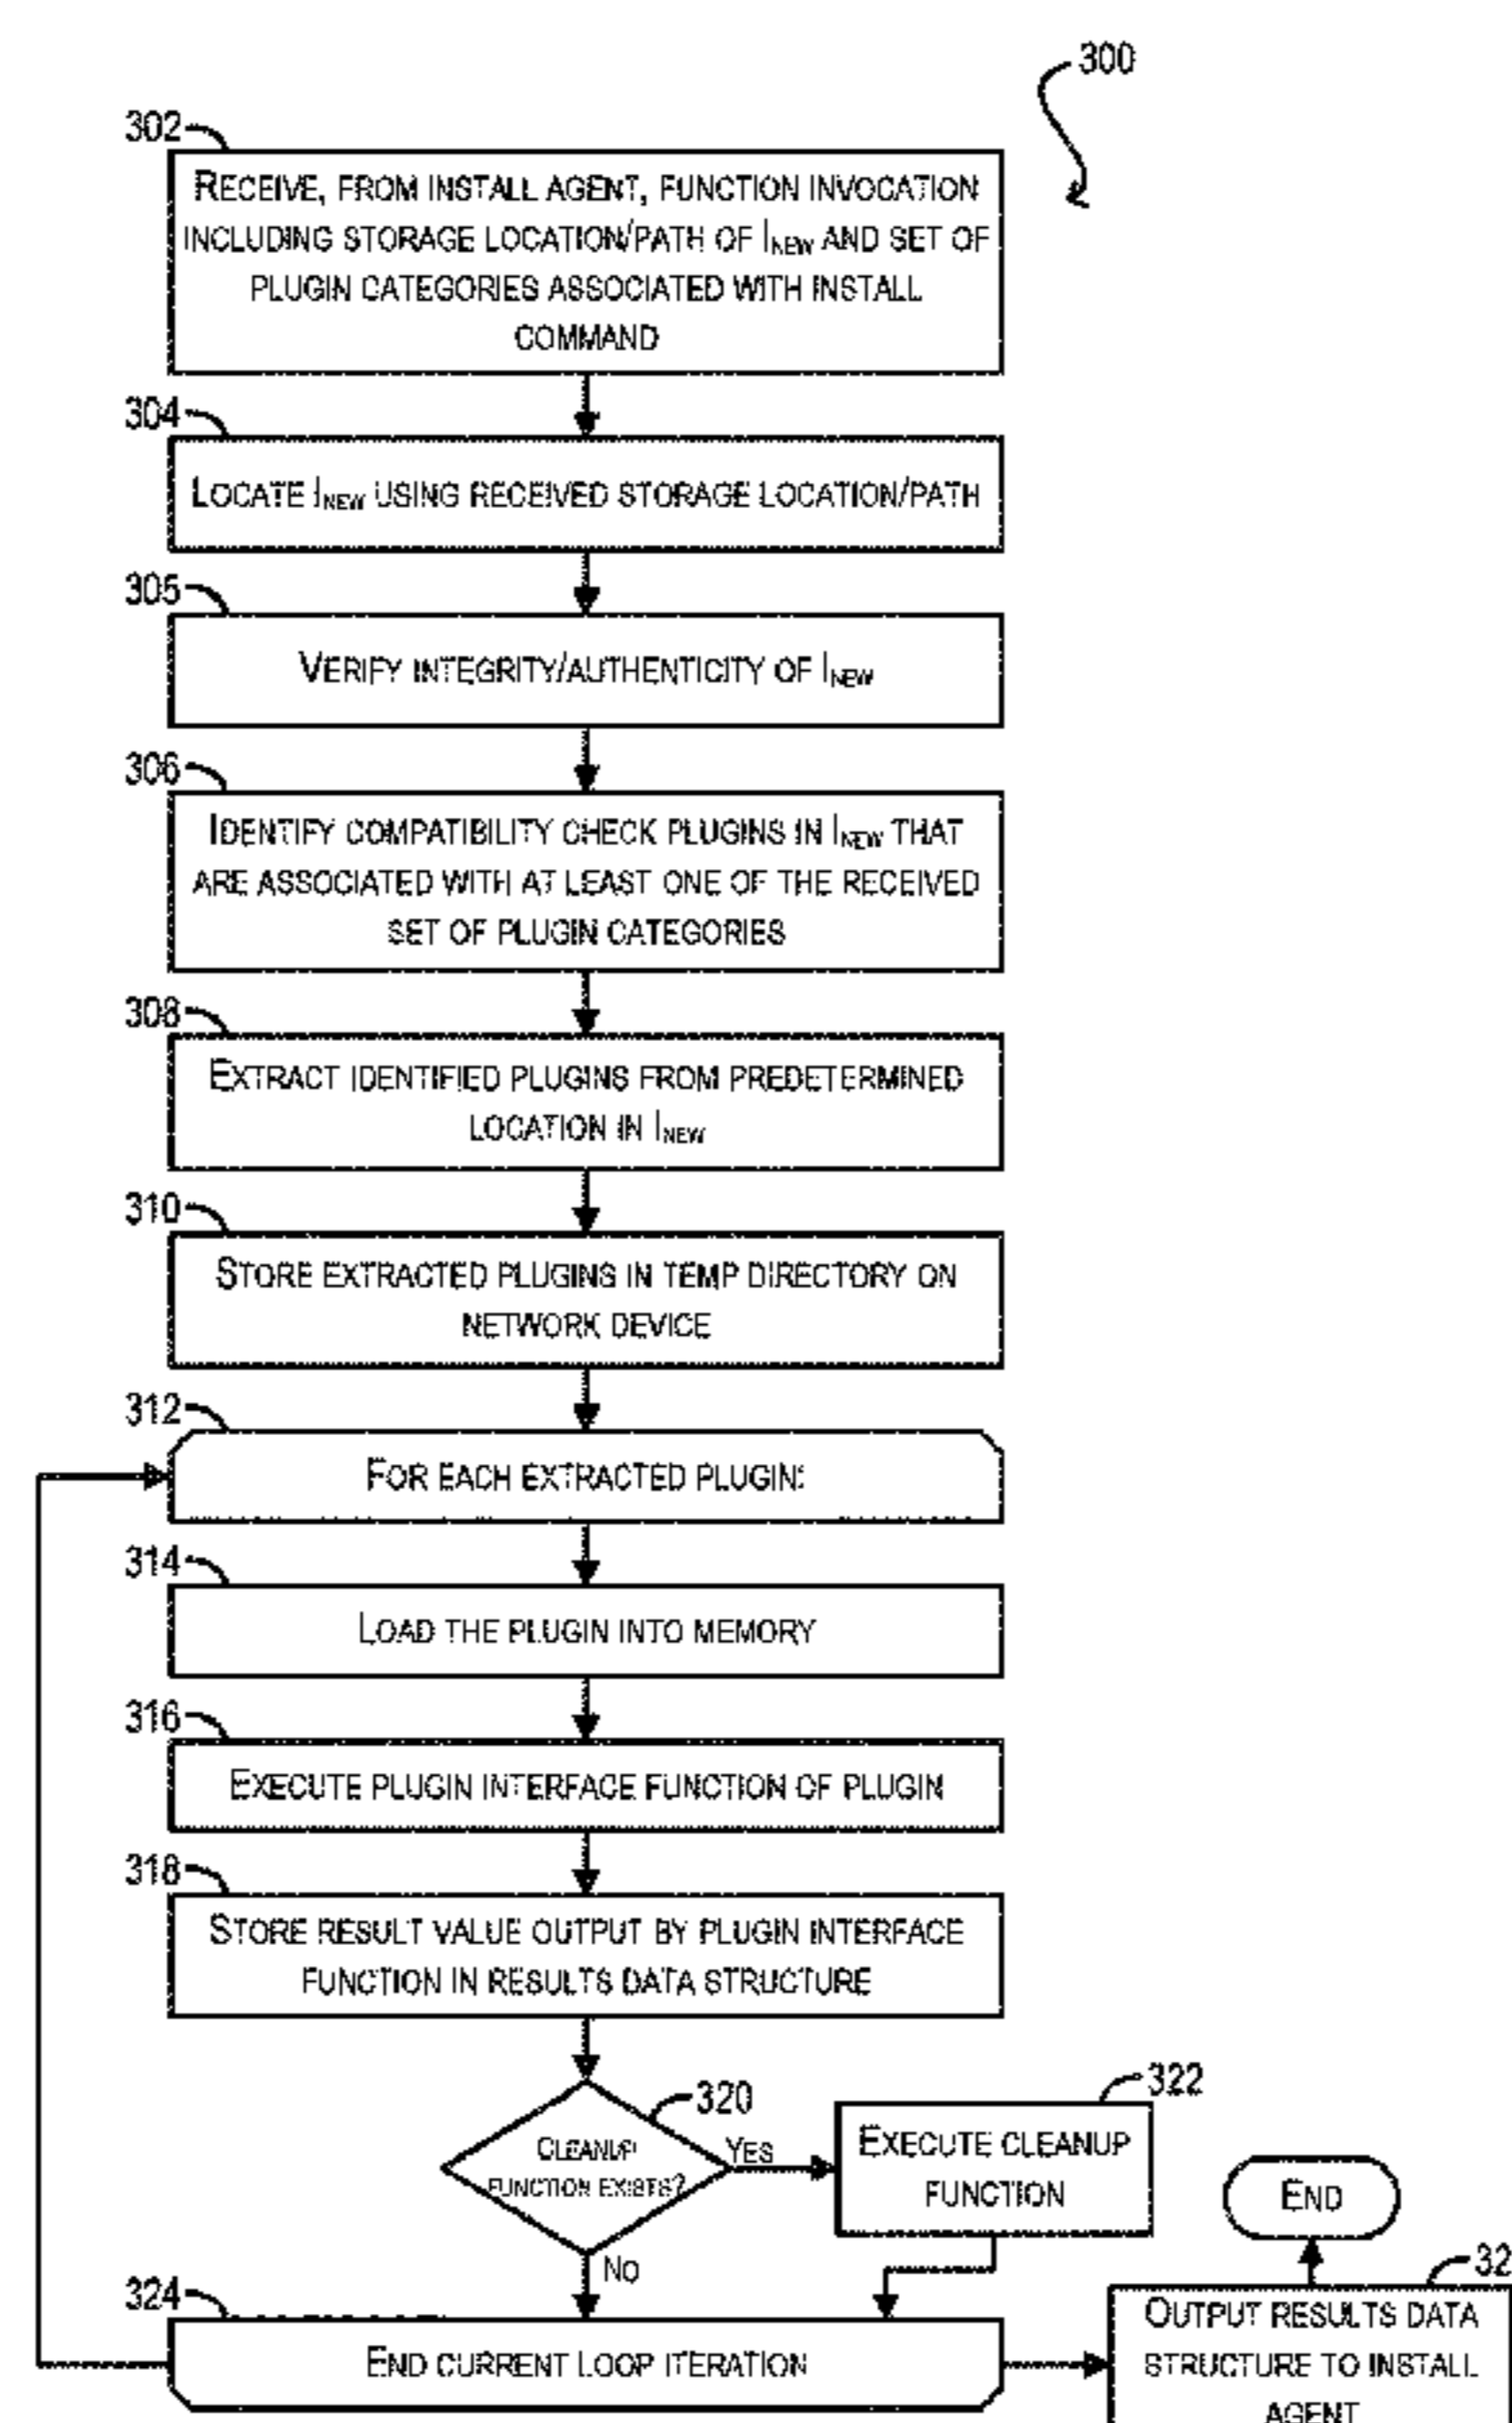 300
302
RECEIVE, FROM INSTALL AGENT, FUNCTION INVOCATION
INCLUDING STORAGE LOCATION/PATH OF INEW AND SET OF
PLUGIN CATEGORIES ASSOCIATED WITH INSTALL
COMMAND
304
LOCATE INEW USING RECEIVED STORAGE LOCATION/PATH
305
VERIFY INTEGRITY/AUTHENTICITY OF INEW
306
IDENTIFY COMPATIBILITY CHECK PLUGINS IN INEW THAT
ARE ASSOCIATED WITH AT LEAST ONE OF THE RECEIVED
SET OF PLUGIN CATEGORIES
308
EXTRACT IDENTIFIED PLUGINS FROM PREDETERMINED
LOCATION IN INEW
310
STORE EXTRACTED PLUGINS IN TEMP DIRECTORY ON
NETWORK DEVICE
312
FOR EACH EXTRACTED PLUGIN:
314
LOAD THE PLUGIN INTO MEMORY
316
EXECUTE PLUGIN INTERFACE FUNCTION OF PLUGIN
318
STORE RESULT VALUE OUTPUT BY PLUGIN INTERFACE
FUNCTION IN RESULTS DATA STRUCTURE
320
CLEANUP
FUNCTION EXISTS?
YES
322
EXECUTE CLEANUP
FUNCTION
NO
END
324
END CURRENT LOOP ITERATION
32
OUTPUT RESULTS DATA
STRUCTURE TO INSTALL
AGENT